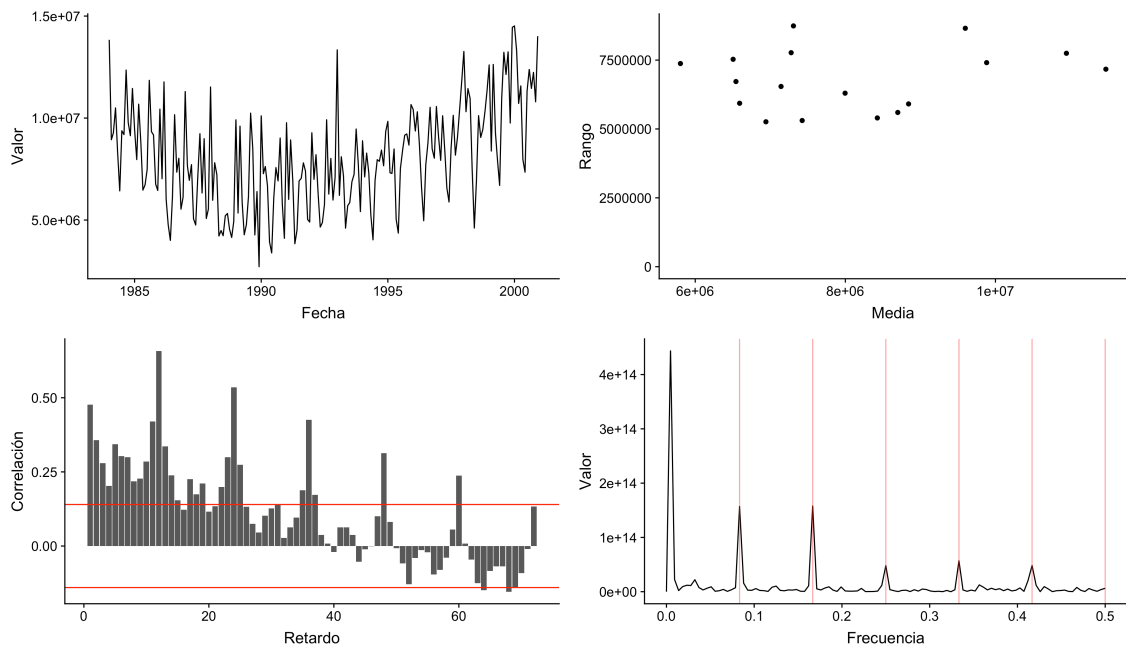 1.5e+07
1.0e+07
5.0e+06
Valor
1985
1990
1995
2000
Fecha
7500000
5000000
2500000
0
Rango
6e+06
8e+06
1e+07
Media
0.50
0.25
0.00
Correlación
0
20
40
60
Retardo
4e+14
3e+14
2e+14
1e+14
0e+00
Valor
0.0
0.1
0.2
0.3
0.4
0.5
Frecuencia